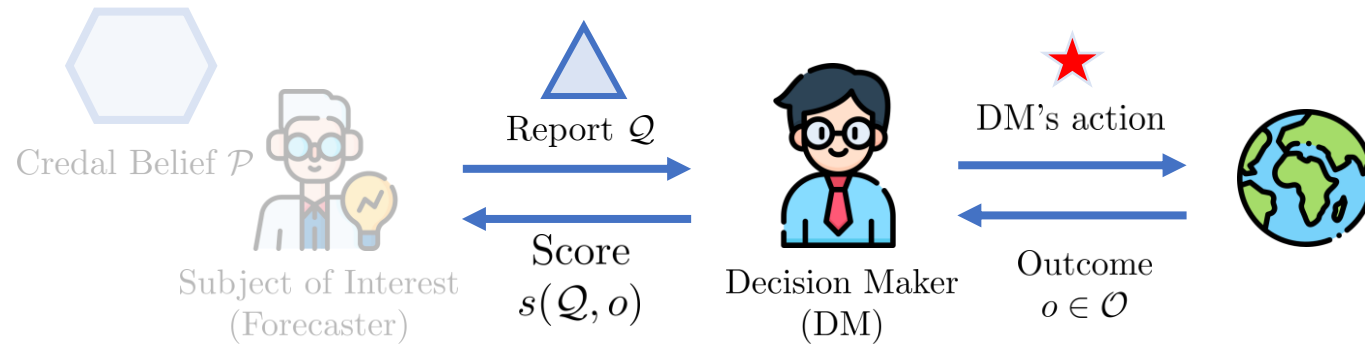 Credal Belief 𝒫
Subject of Interest
(Forecaster)
Report 𝒬
Score
s(𝒬, o)
Decision Maker
(DM)
DM's action
Outcome
o ∈ 𝒪